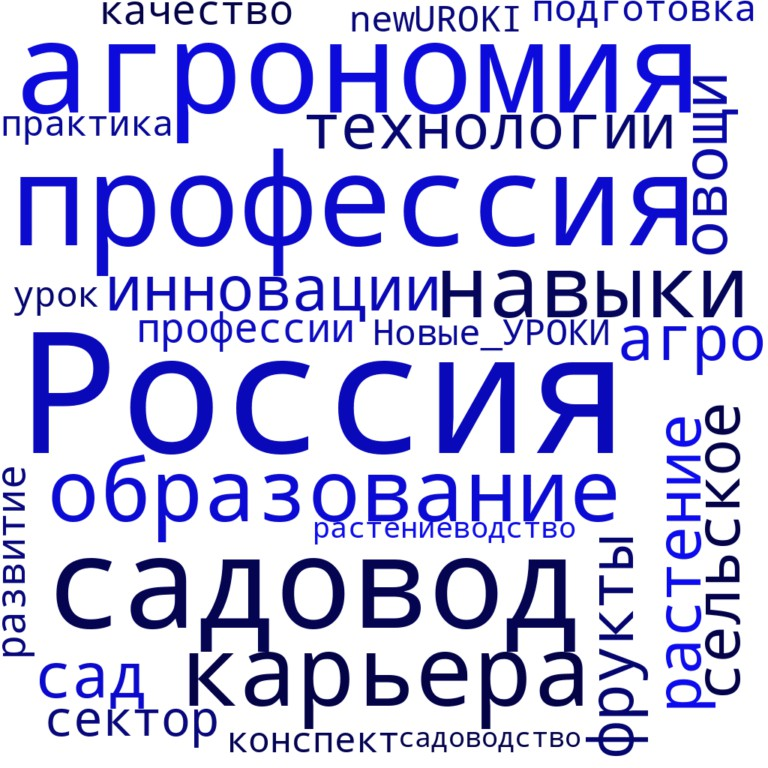 качество
newUROKI
подготовка
агрономия
практика
технологии
овощи
профессия
урок
инновации
навыки
профессии
Новые_УРОКИ
агро
Россия
образование
растениеводство
развитие
растение
сельское
садовод
фрукты
сад
карьера
сектор
конспект
садоводство